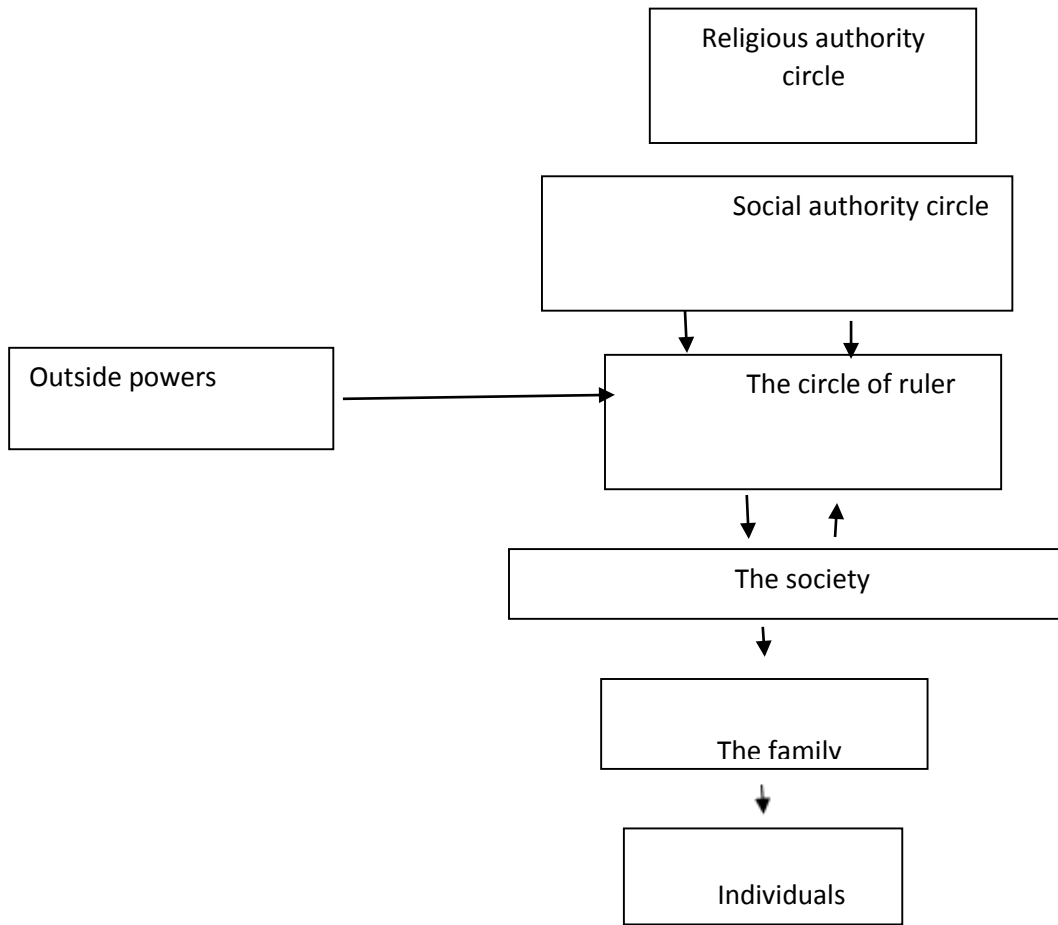 Religious authority
circle
Social authority circle
Outside powers
The circle of ruler
The society
The family
Individuals